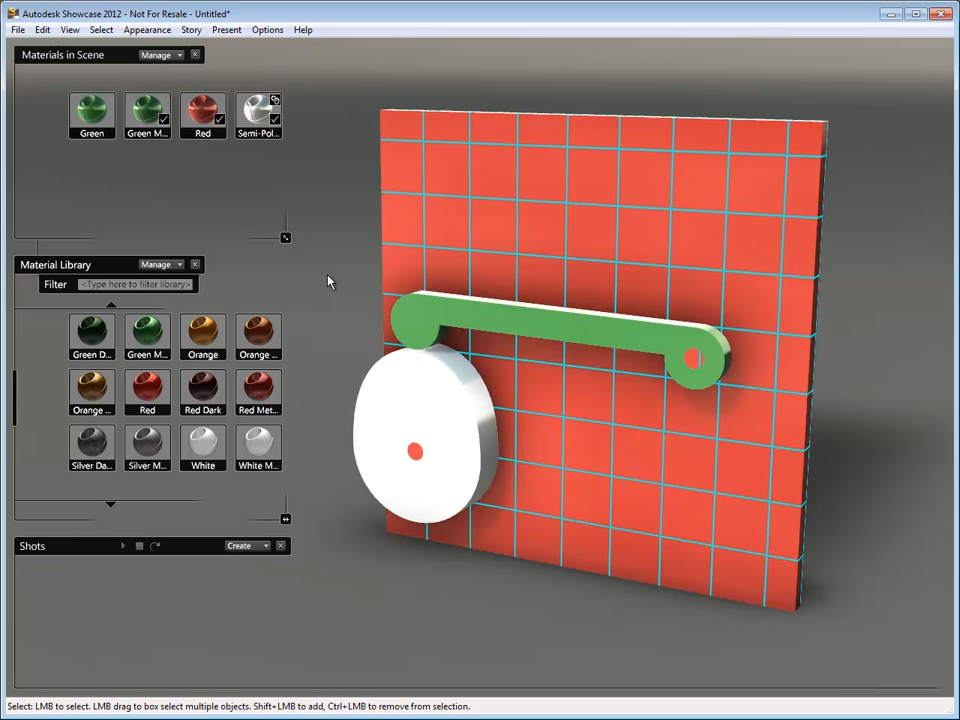 Autodesk Showcase 2012 - Not For Resale - Untitled*
File Edit View Select Appearance Story Present Options Help
Materials in Scene Manage
Green Green M... Red Semi-Pol...
Material Library Manage
Filter <Type here to filter library>
Green D... Green M... Orange Orange ...
Orange ... Red Red Dark Red Met...
Silver Da... Silver M... White White M...
Shots Create
Select: LMB to select. LMB drag to box select multiple objects. Shift+LMB to add, Ctrl+LMB to remove from selection.